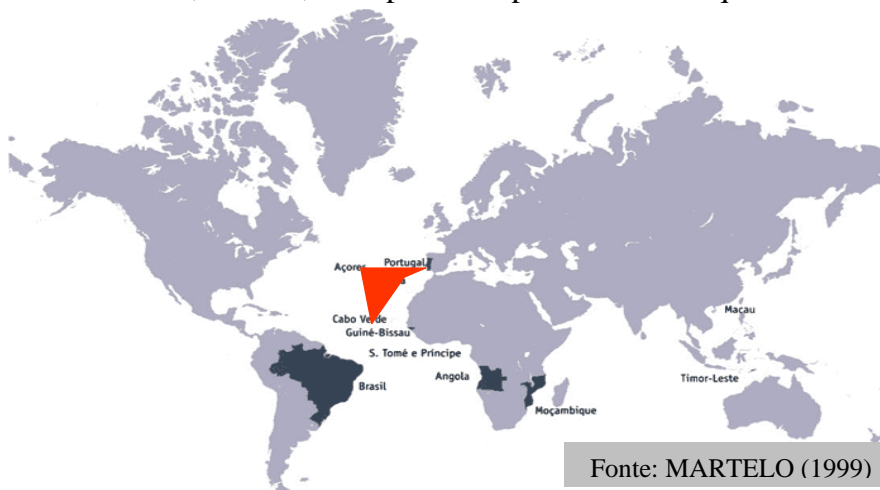 Açores
Portugal
Cabo Verde
Guiné-Bissau
S. Tomé e Príncipe
Brasil
Angola
Moçambique
Macau
Timor-Leste
Fonte: MARTELO (1999)